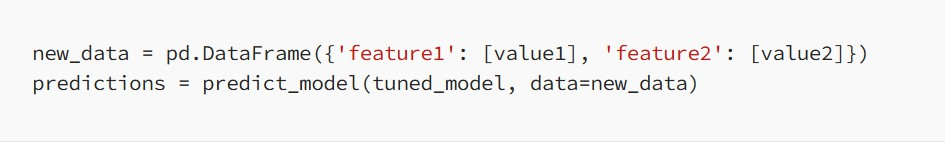 new_data = pd.DataFrame({'feature1': [value1], 'feature2': [value2]})
predictions = predict_model(tuned_model, data=new_data)